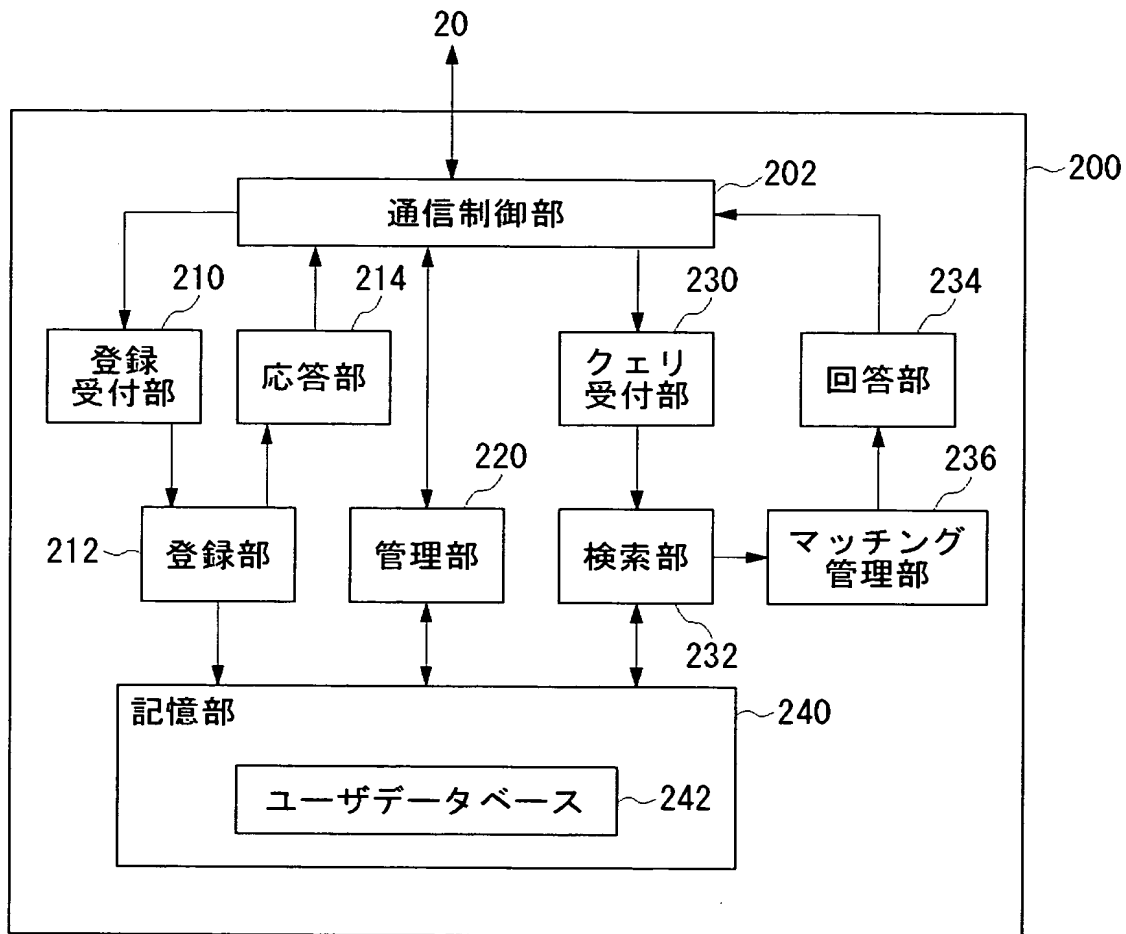 20
200
202
通信制御部
210
214
230
234
登録
受付部
応答部
クエリ
受付部
回答部
220
236
212
登録部
管理部
検索部
マッチング
管理部
232
記憶部
240
ユーザデータベース
242